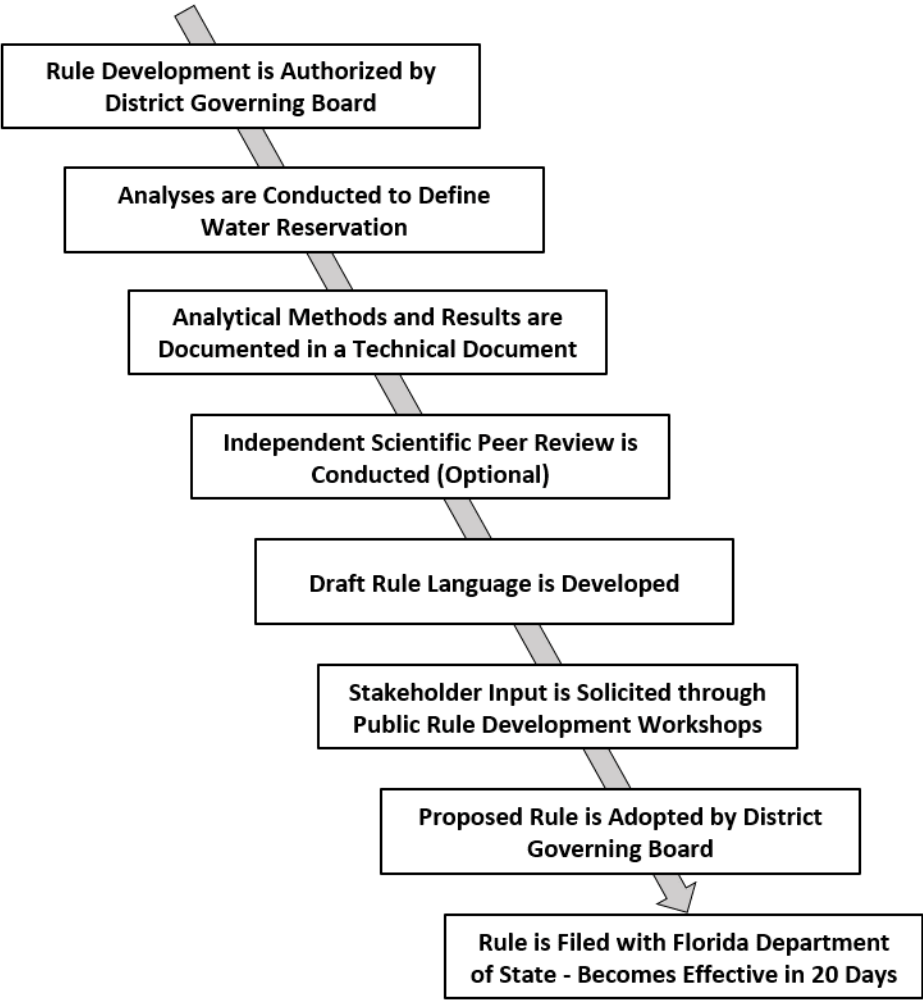 Rule Development is Authorized by
District Governing Board
Analyses are Conducted to Define
Water Reservation
Analytical Methods and Results are
Documented in a Technical Document
Independent Scientific Peer Review is
Conducted (Optional)
Draft Rule Language is Developed
Stakeholder Input is Solicited through
Public Rule Development Workshops
Proposed Rule is Adopted by District
Governing Board
Rule is Filed with Florida Department
of State - Becomes Effective in 20 Days